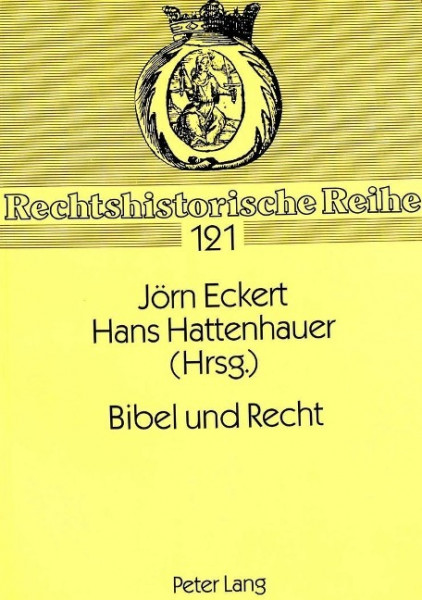 Rechtshistorische Reihe
121
Jörn Eckert
Hans Hattenhauer
(Hrsg.)
Bibel und Recht
Peter Lang